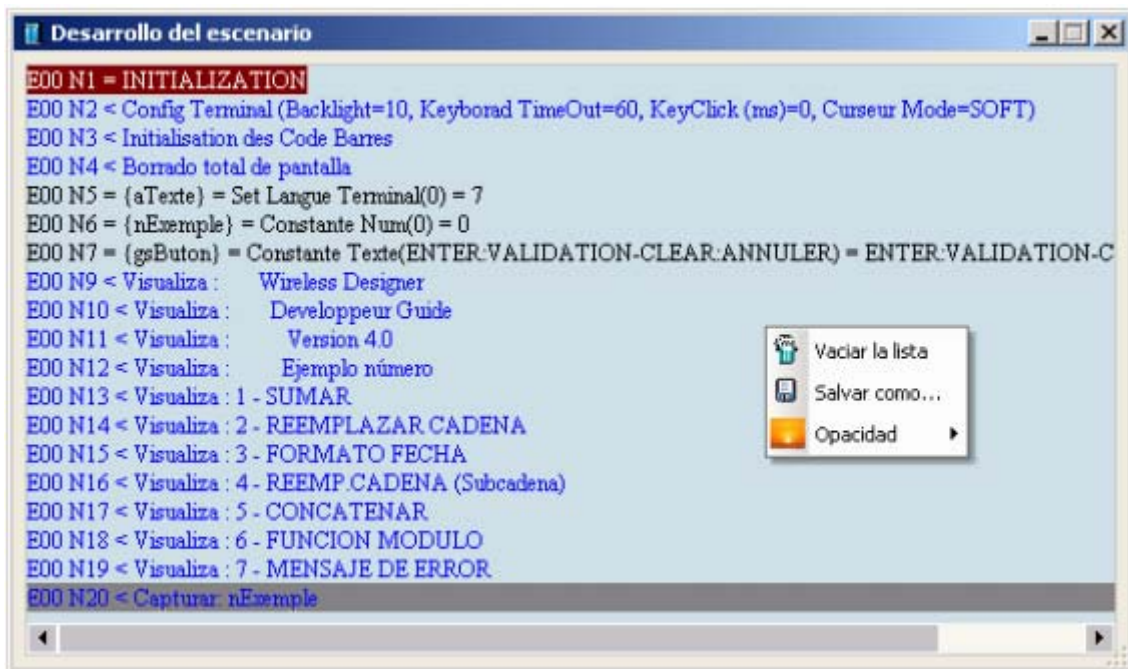 Desarrollo del escenario
E00 N1 = INITIALIZATION
E00 N2 < Config Terminal (Backlight=10, Keyborad TimeOut=60, KeyClick (ms)=0, Curseur Mode=SOFT)
E00 N3 < Initialisation des Code Barres
E00 N4 < Borrado total de pantalla
E00 N5 = {aTexte} = Set Langue Terminal(0) = 7
E00 N6 = {nExemple} = Constante Num(0) = 0
E00 N7 = {gsButon} = Constante Texte(ENTER:VALIDATION-CLEAR:ANNULER) = ENTER:VALIDATION-C
E00 N9 < Visualiza : Wireless Designer
E00 N10 < Visualiza : Developpeur Guide
E00 N11 < Visualiza : Version 4.0
E00 N12 < Visualiza : Ejemplo número
E00 N13 < Visualiza : 1 - SUMAR
E00 N14 < Visualiza : 2 - REEMPLAZAR CADENA
E00 N15 < Visualiza : 3 - FORMATO FECHA
E00 N16 < Visualiza : 4 - REEMP.CADENA (Subcadena)
E00 N17 < Visualiza : 5 - CONCATENAR
E00 N18 < Visualiza : 6 - FUNCION MODULO
E00 N19 < Visualiza : 7 - MENSAJE DE ERROR
E00 N20 < Capturar: nExemple
Vaciar la lista
Salvar como...
Opacidad